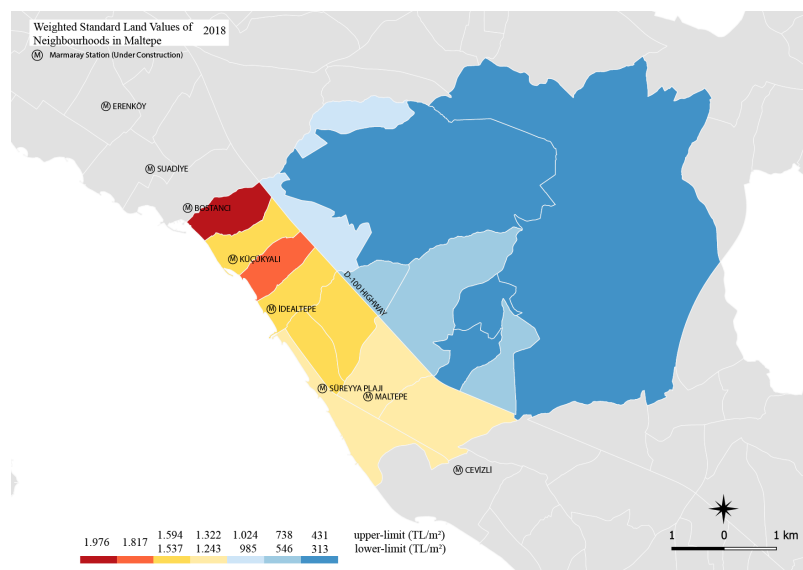 Weighted Standard Land Values of 2018
Neighbourhoods in Maltepe
M Marmaray Station (Under Construction)
M ERENKÖY
M SUADİYE
M BOSTANCI
M KÜÇÜKYALI
D-100 HIGHWAY
M İDEALTEPE
M SÜREYYA PLAJI
M MALTEPE
M CEVİZLİ
1.976 1.817 1.594 1.322 1.024 738 431 upper-limit (TL/m²)
1.537 1.243 985 546 313 lower-limit (TL/m²)
1 0 1 km